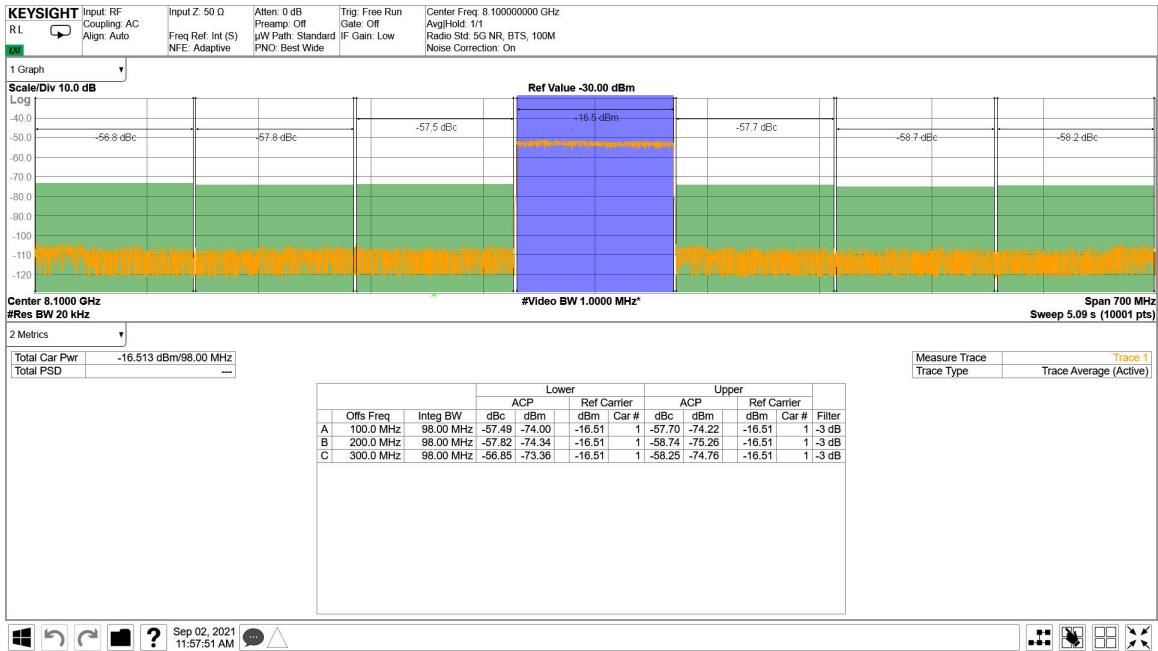 KEYSIGHT Input: RF Input Z: 50 Ω Atten: 0 dB Trig: Free Run Center Freq: 8.100000000 GHz
RL Coupling: AC Preamp: Off Gate: Off Avg|Hold: 1/1
Align: Auto Freq Ref: Int (S) µW Path: Standard IF Gain: Low Radio Std: 5G NR, BTS, 100M
LXI NFE: Adaptive PNO: Best Wide Noise Correction: On
1 Graph
Scale/Div 10.0 dB Ref Value -30.00 dBm
Log
-40.0 -16.5 dBm
-57.5 dBc -57.7 dBc
-50.0 -56.8 dBc -57.8 dBc -58.7 dBc -58.2 dBc
-60.0
-70.0
-80.0
-90.0
-100
-110
-120
Center 8.1000 GHz #Video BW 1.0000 MHz* Span 700 MHz
#Res BW 20 kHz Sweep 5.09 s (10001 pts)
2 Metrics
Total Car Pwr -16.513 dBm/98.00 MHz Measure Trace Trace 1
Total PSD --- Trace Type Trace Average (Active)
Lower Upper
ACP Ref Carrier ACP Ref Carrier
Offs Freq Integ BW dBc dBm dBm Car # dBc dBm dBm Car # Filter
A 100.0 MHz 98.00 MHz -57.49 -74.00 -16.51 1 -57.70 -74.22 -16.51 1 -3 dB
B 200.0 MHz 98.00 MHz -57.82 -74.34 -16.51 1 -58.74 -75.26 -16.51 1 -3 dB
C 300.0 MHz 98.00 MHz -56.85 -73.36 -16.51 1 -58.25 -74.76 -16.51 1 -3 dB
? Sep 02, 2021
11:57:51 AM